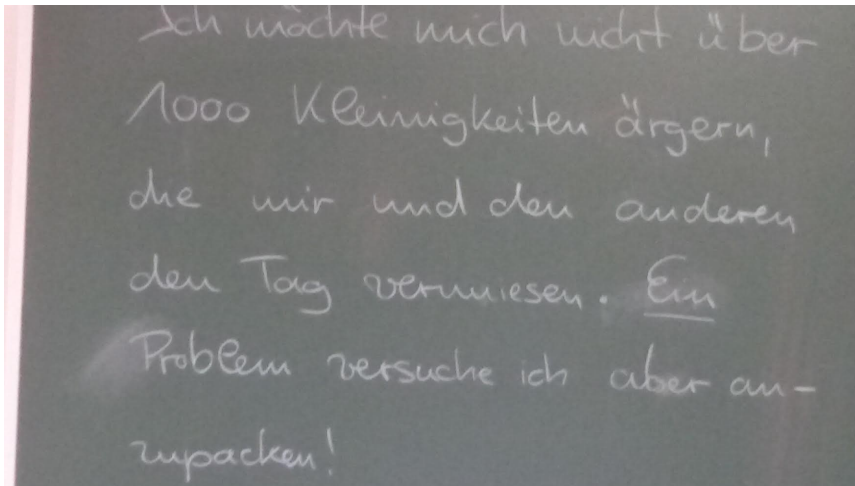 Ich möchte mich nicht über
1000 Kleinigkeiten ärgern,
die mir und den anderen
den Tag vermiesen. Ein
Problem versuche ich aber an-
zupacken!